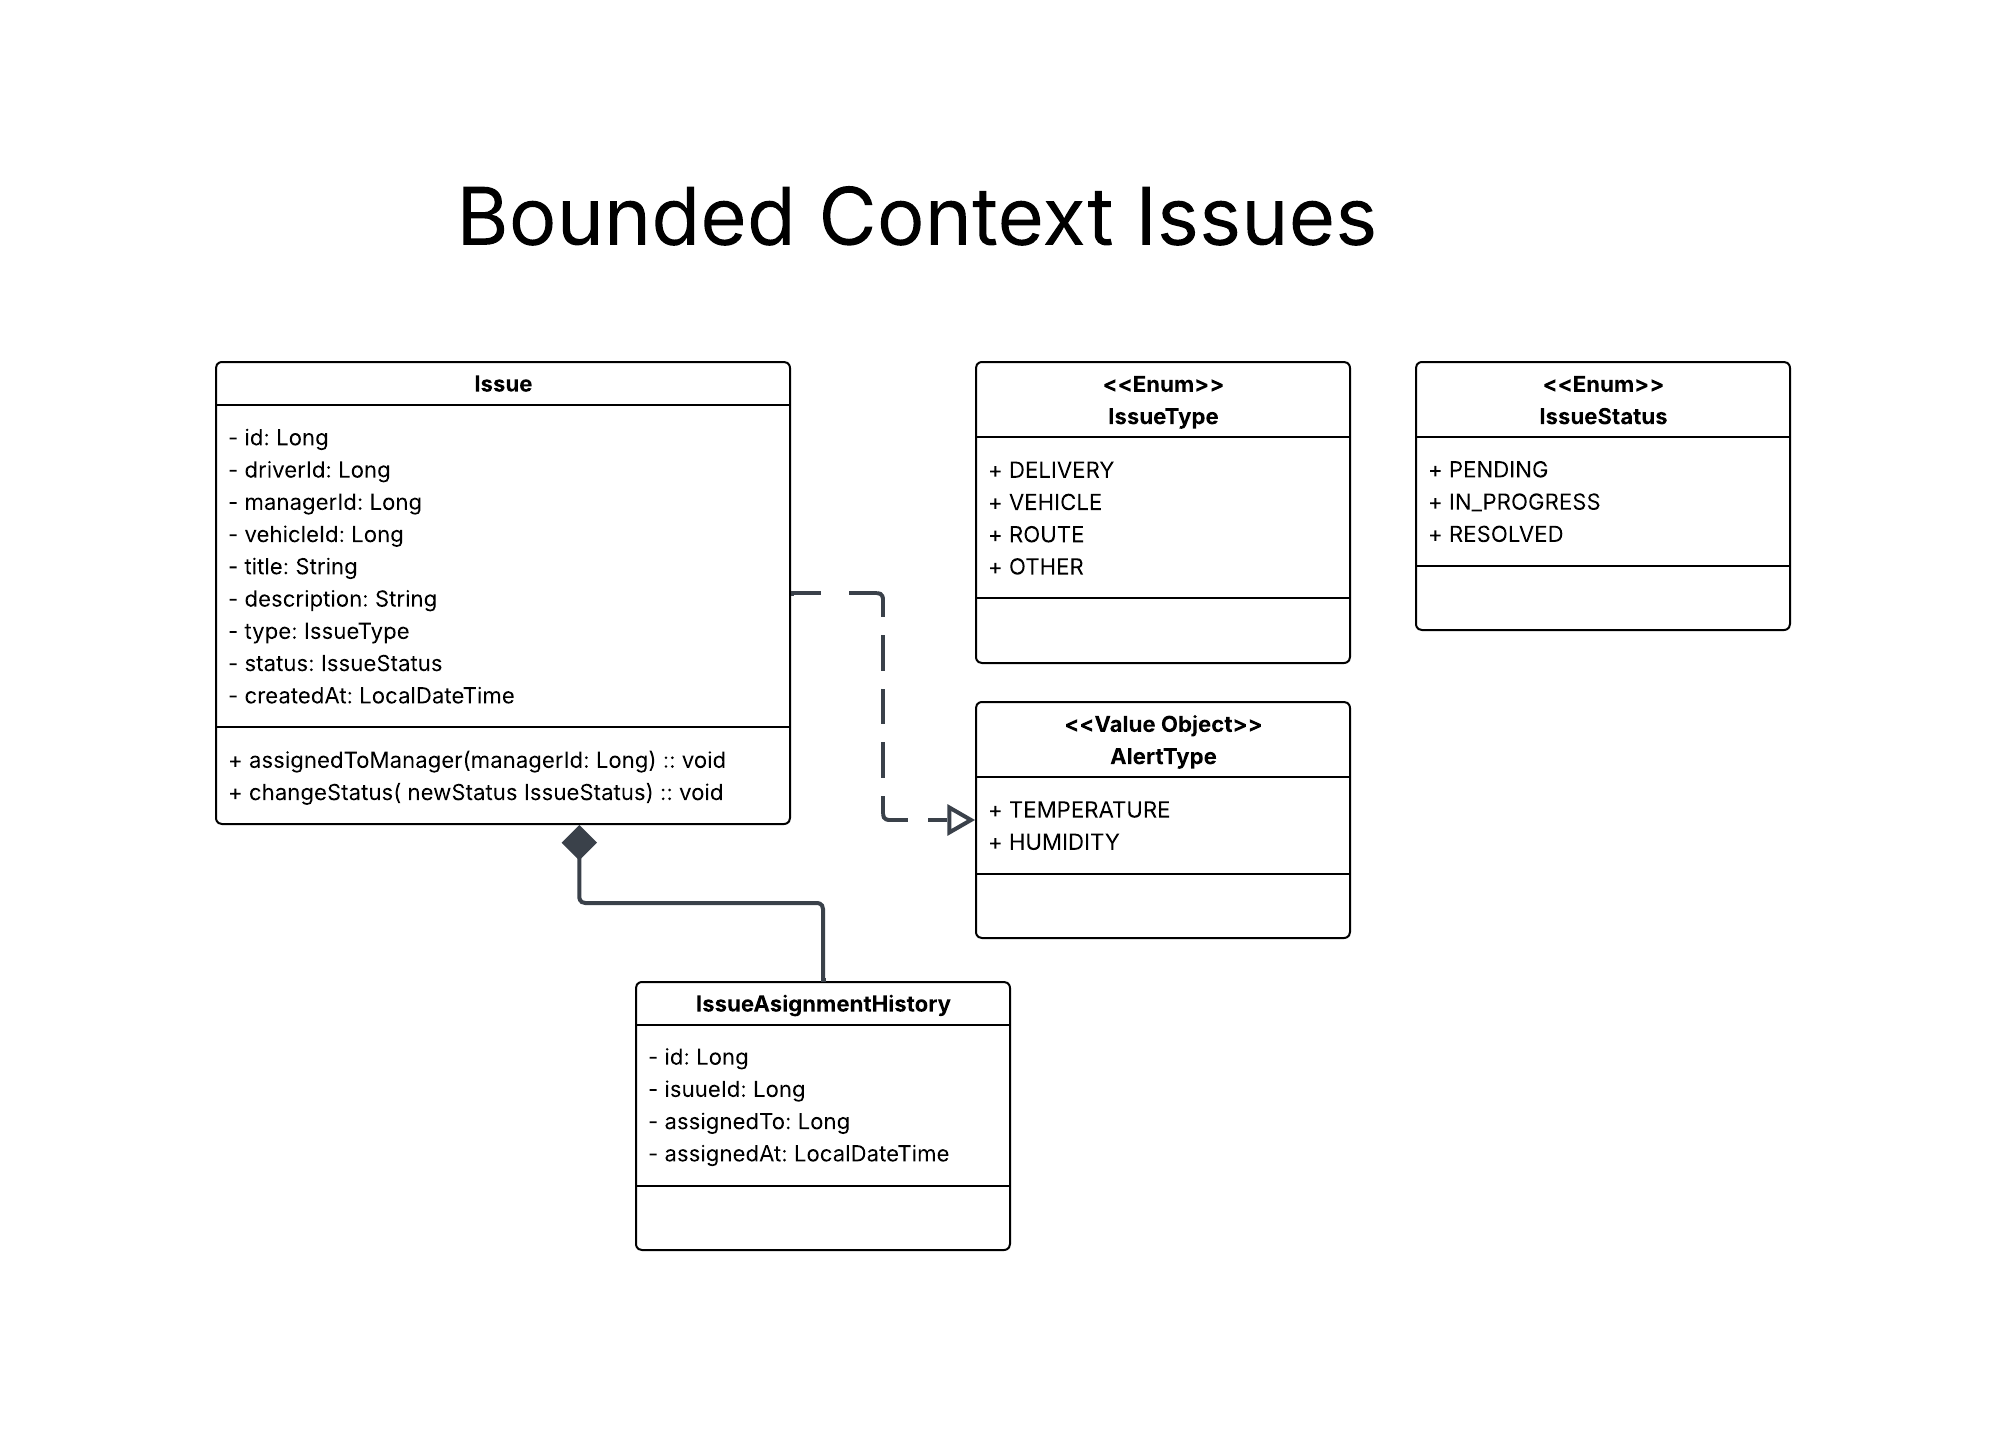 Bounded Context Issues
Issue
- id: Long
- driverId: Long
- managerId: Long
- vehicleId: Long
- title: String
- description: String
- type: IssueType
- status: IssueStatus
- createdAt: LocalDateTime
+ assignedToManager(managerId: Long) :: void
+ changeStatus( newStatus IssueStatus) :: void
<<Enum>>
IssueType
+ DELIVERY
+ VEHICLE
+ ROUTE
+ OTHER
<<Enum>>
IssueStatus
+ PENDING
+ IN_PROGRESS
+ RESOLVED
<<Value Object>>
AlertType
+ TEMPERATURE
+ HUMIDITY
IssueAsignmentHistory
- id: Long
- isuueId: Long
- assignedTo: Long
- assignedAt: LocalDateTime